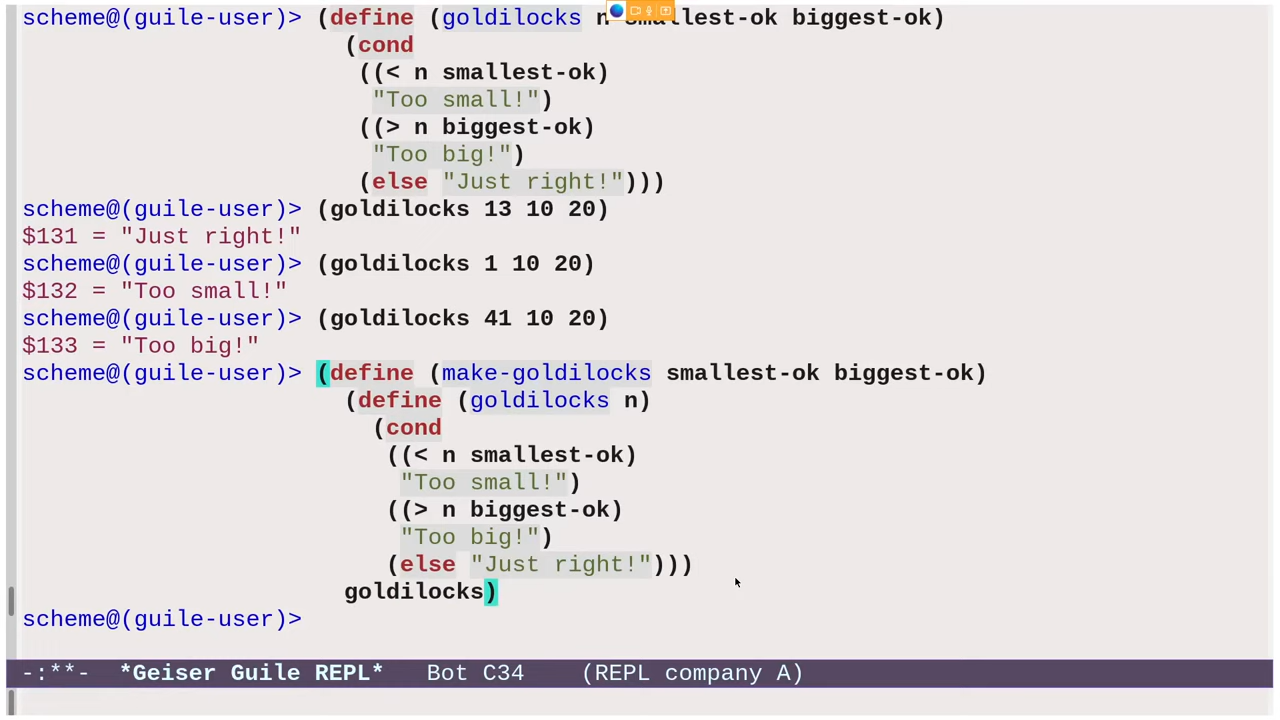 scheme@(guile-user)> (define (goldilocks n smallest-ok biggest-ok)
(cond
((< n smallest-ok)
"Too small!")
((> n biggest-ok)
"Too big!")
(else "Just right!")))
scheme@(guile-user)> (goldilocks 13 10 20)
$131 = "Just right!"
scheme@(guile-user)> (goldilocks 1 10 20)
$132 = "Too small!"
scheme@(guile-user)> (goldilocks 41 10 20)
$133 = "Too big!"
scheme@(guile-user)> (define (make-goldilocks smallest-ok biggest-ok)
(define (goldilocks n)
(cond
((< n smallest-ok)
"Too small!")
((> n biggest-ok)
"Too big!")
(else "Just right!")))
goldilocks)
scheme@(guile-user)>
-:**- *Geiser Guile REPL* Bot C34 (REPL company A)